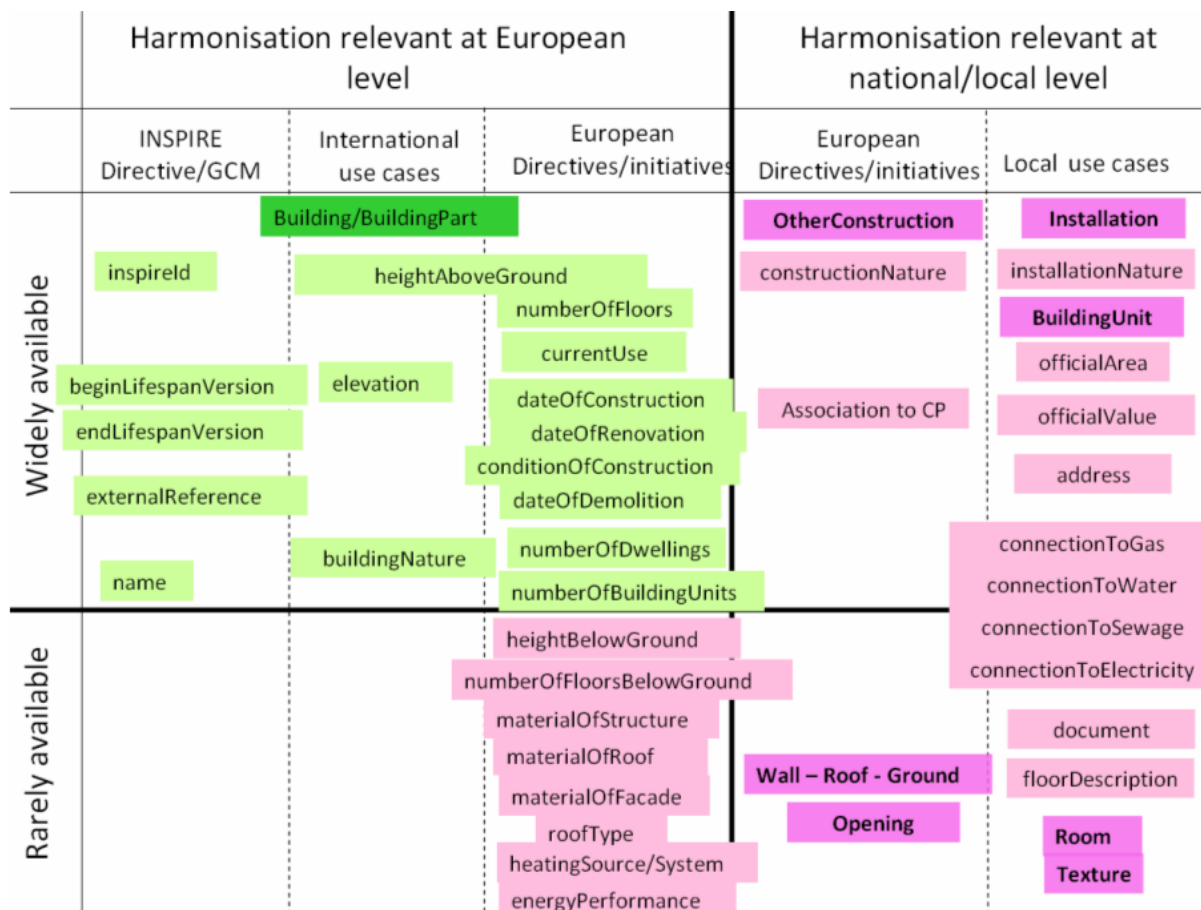 Harmonisation relevant at European
level
Harmonisation relevant at
national/local level
INSPIRE
Directive/GCM
International
use cases
European
Directives/initiatives
European
Directives/initiatives
Local use cases
Widely available
Building/BuildingPart
OtherConstruction
Installation
inspireId
heightAboveGround
constructionNature
installationNature
numberOfFloors
BuildingUnit
currentUse
officialArea
beginLifespanVersion
elevation
dateOfConstruction
Association to CP
officialValue
endLifespanVersion
dateOfRenovation
conditionOfConstruction
address
externalReference
dateOfDemolition
buildingNature
numberOfDwellings
connectionToGas
name
numberOfBuildingUnits
connectionToWater
Rarely available
heightBelowGround
connectionToSewage
numberOfFloorsBelowGround
connectionToElectricity
materialOfStructure
document
materialOfRoof
Wall – Roof - Ground
floorDescription
materialOfFacade
Opening
roofType
Room
heatingSource/System
Texture
energyPerformance